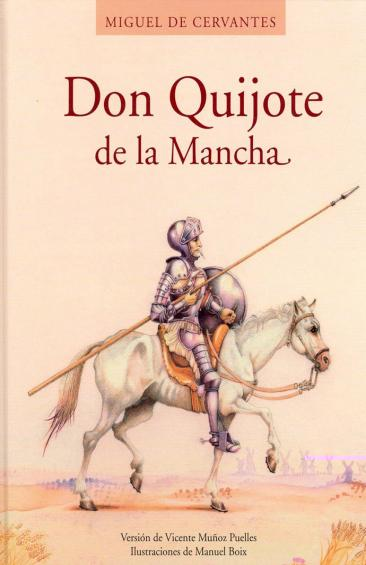 MIGUEL DE CERVANTES
Don Quijote
de la Mancha
Versión de Vicente Muñoz Puelles
Ilustraciones de Manuel Boix